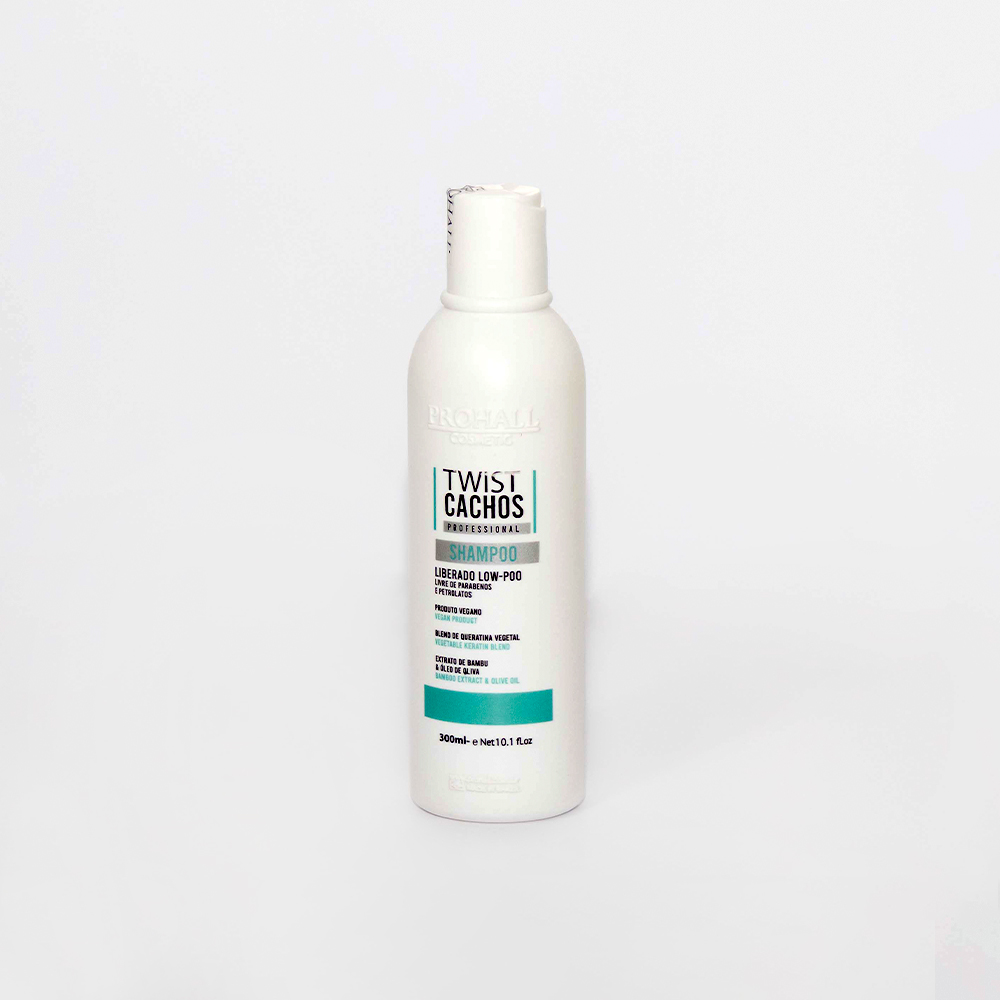 PROHALL
COSMETIC
TWIST
CACHOS
PROFESSIONAL
SHAMPOO
LIBERADO LOW-POO
LIVRE DE PARABENOS
E PETROLATOS
PRODUTO VEGANO
VEGAN PRODUCT
BLEND DE QUERATINA VEGETAL
VEGETABLE KERATIN BLEND
EXTRATO DE BAMBU
& ÓLEO DE OLIVA
BAMBOO EXTRACT & OLIVE OIL
300ml- e Net 10.1 fl.oz